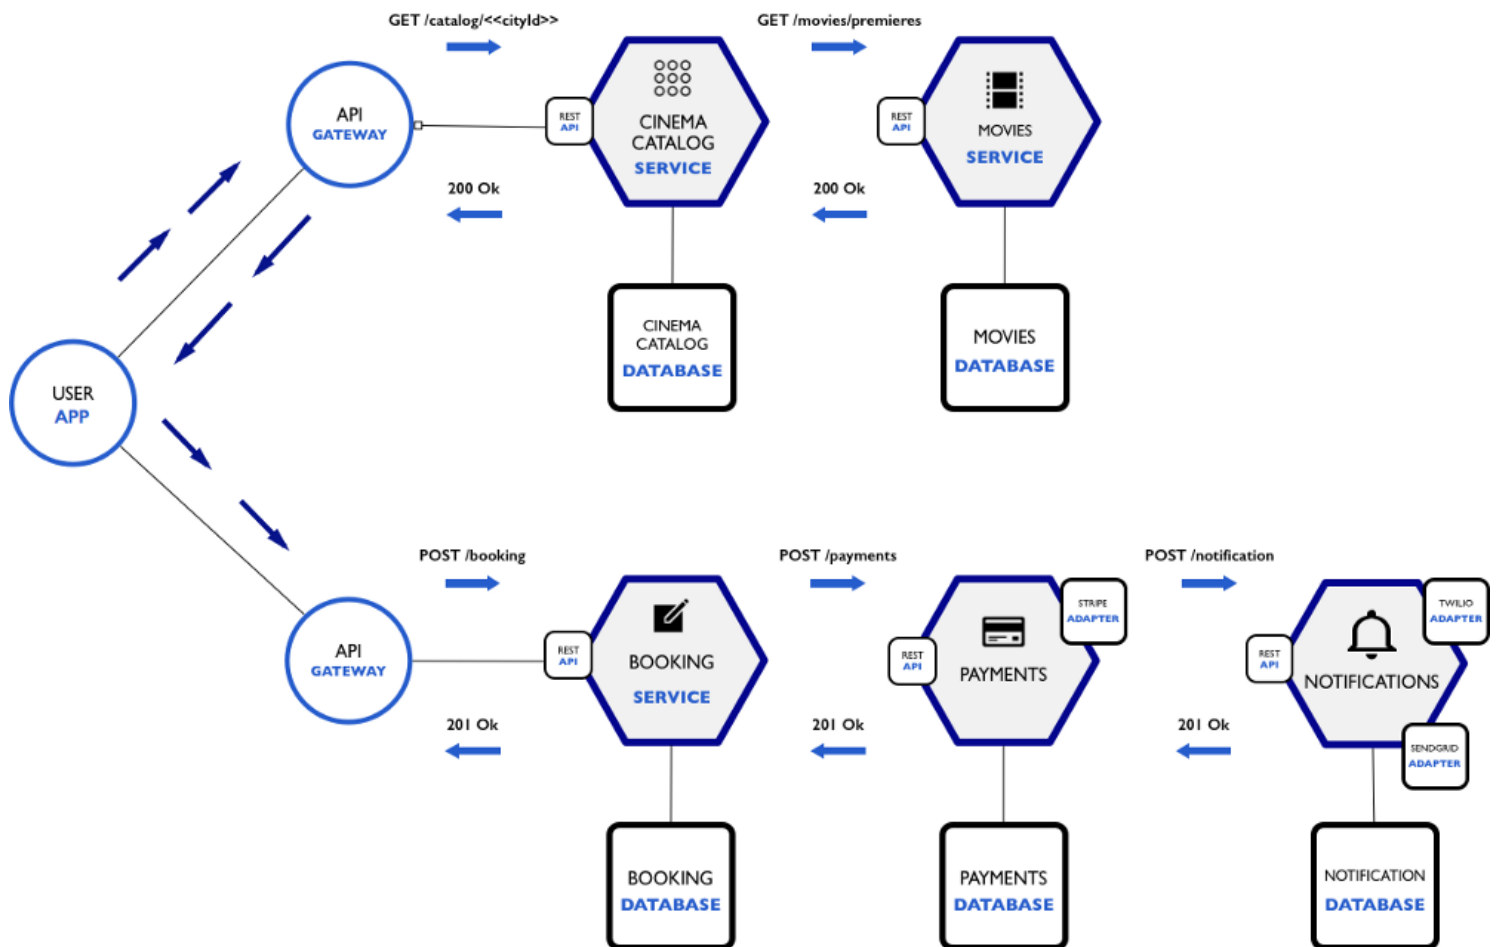 GET /catalog/<<cityId>>
GET /movies/premieres
API
GATEWAY
REST
API
CINEMA
CATALOG
SERVICE
REST
API
MOVIES
SERVICE
200 Ok
200 Ok
CINEMA
CATALOG
DATABASE
MOVIES
DATABASE
USER
APP
POST /booking
POST /payments
POST /notification
API
GATEWAY
REST
API
BOOKING
SERVICE
REST
API
STRIPE
ADAPTER
PAYMENTS
REST
API
TWILIO
ADAPTER
NOTIFICATIONS
SENDGRID
ADAPTER
201 Ok
201 Ok
201 Ok
BOOKING
DATABASE
PAYMENTS
DATABASE
NOTIFICATION
DATABASE